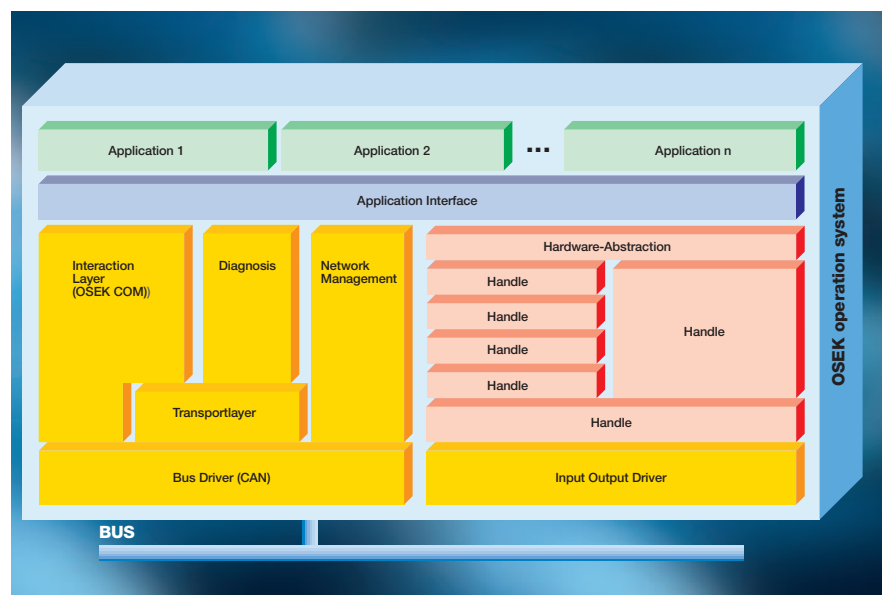 Application 1
Application 2
...
Application n
Application Interface
Interaction
Layer
(OSEK COM))
Diagnosis
Network
Management
Transportlayer
Bus Driver (CAN)
Hardware-Abstraction
Handle
Handle
Handle
Handle
Handle
Handle
Input Output Driver
OSEK operation system
BUS